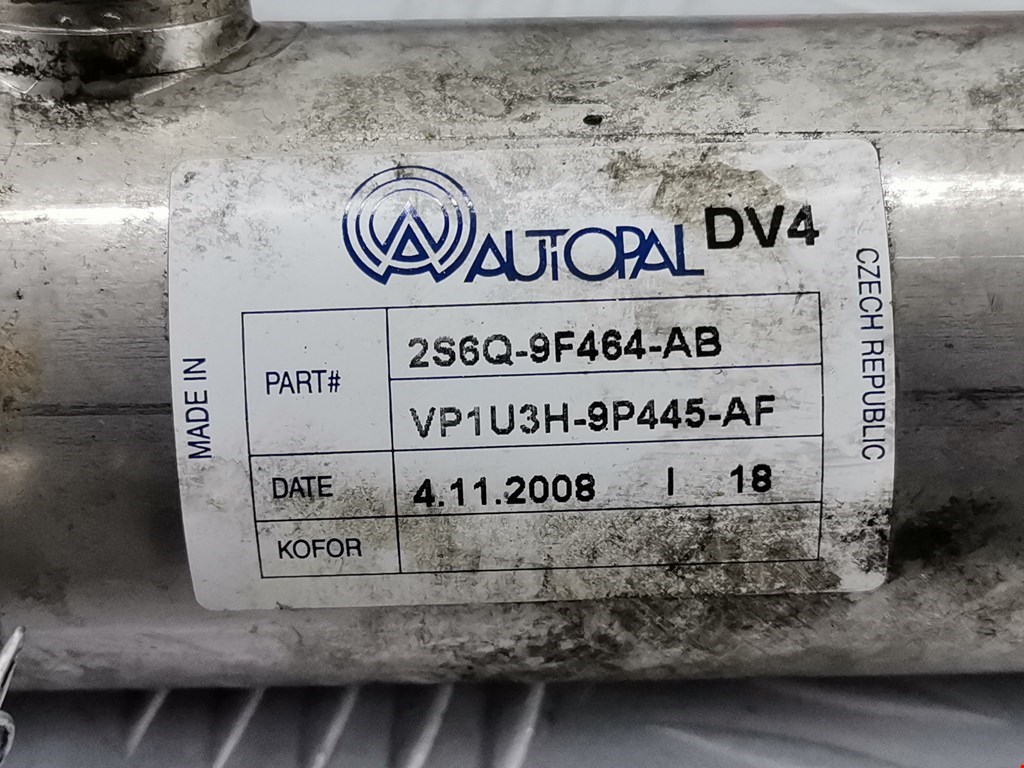 AUTOPAL DV4
MADE IN
CZECH REPUBLIC
PART# 2S6Q-9F464-AB
VP1U3H-9P445-AF
DATE 4.11.2008 I 18
KOFOR